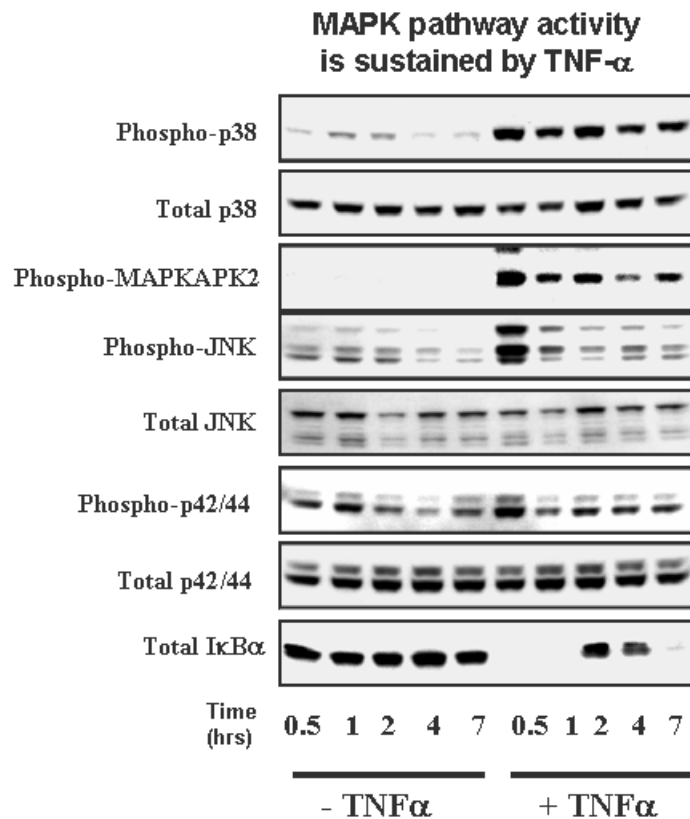 MAPK pathway activity
is sustained by TNF-α
Phospho-p38
Total p38
Phospho-MAPKAPK2
Phospho-JNK
Total JNK
Phospho-p42/44
Total p42/44
Total IκBα
Time
(hrs)
0.5 1 2 4 7 0.5 1 2 4 7
- TNFα + TNFα